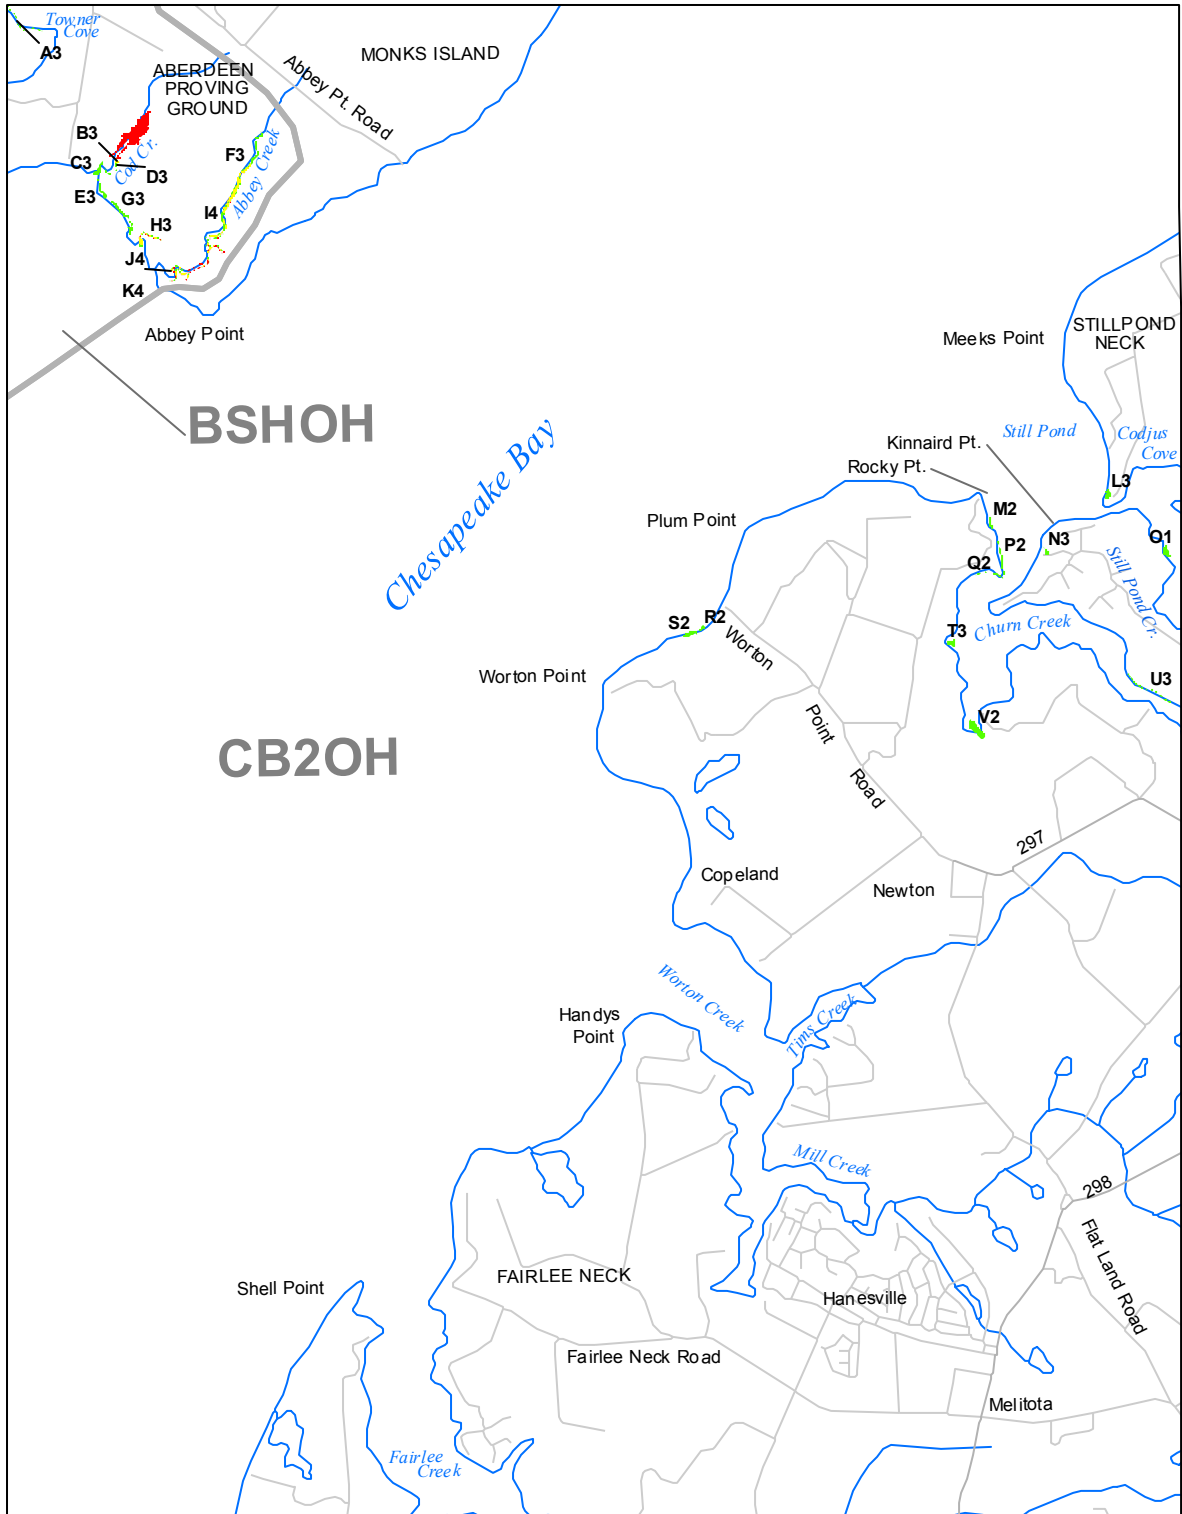 Towner
Cove
A3
MONKS ISLAND
Abbey Pt. Road
ABERDEEN
PROVING
GROUND
B3
Cod Cr.
C3
D3
F3
Abbey Creek
E3
G3
H3
I4
J4
K4
Abbey Point
BSHOH
Meeks Point
STILLPOND
NECK
Still Pond
Codjus
Cove
Kinnaird Pt.
Rocky Pt.
L3
Chesapeake Bay
Plum Point
M2
N3
O1
P2
Q2
Still Pond Cr.
S2
R2
Worton
Point
Road
T3
Churn Creek
Worton Point
U3
V2
CB2OH
297
Copeland
Newton
Worton Creek
Tims Creek
Handys
Point
Mill Creek
298
Flat Land Road
Shell Point
FAIRLEE NECK
Hanesville
Fairlee Neck Road
Melitota
Fairlee
Creek